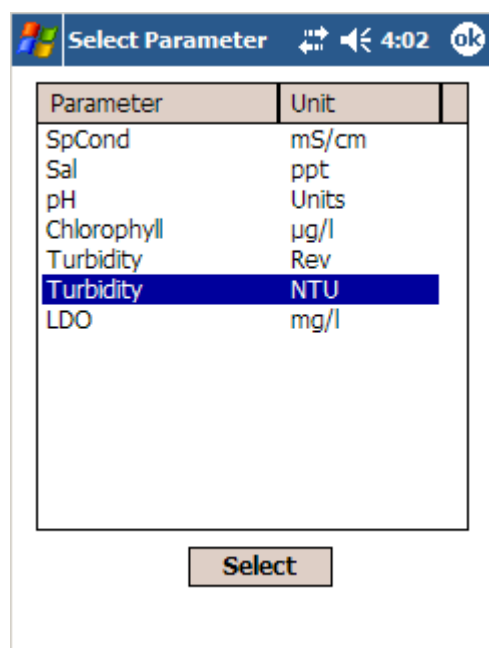 Select Parameter 4:02 ok
Parameter Unit
SpCond mS/cm
Sal ppt
pH Units
Chlorophyll µg/l
Turbidity Rev
Turbidity NTU
LDO mg/l
Select